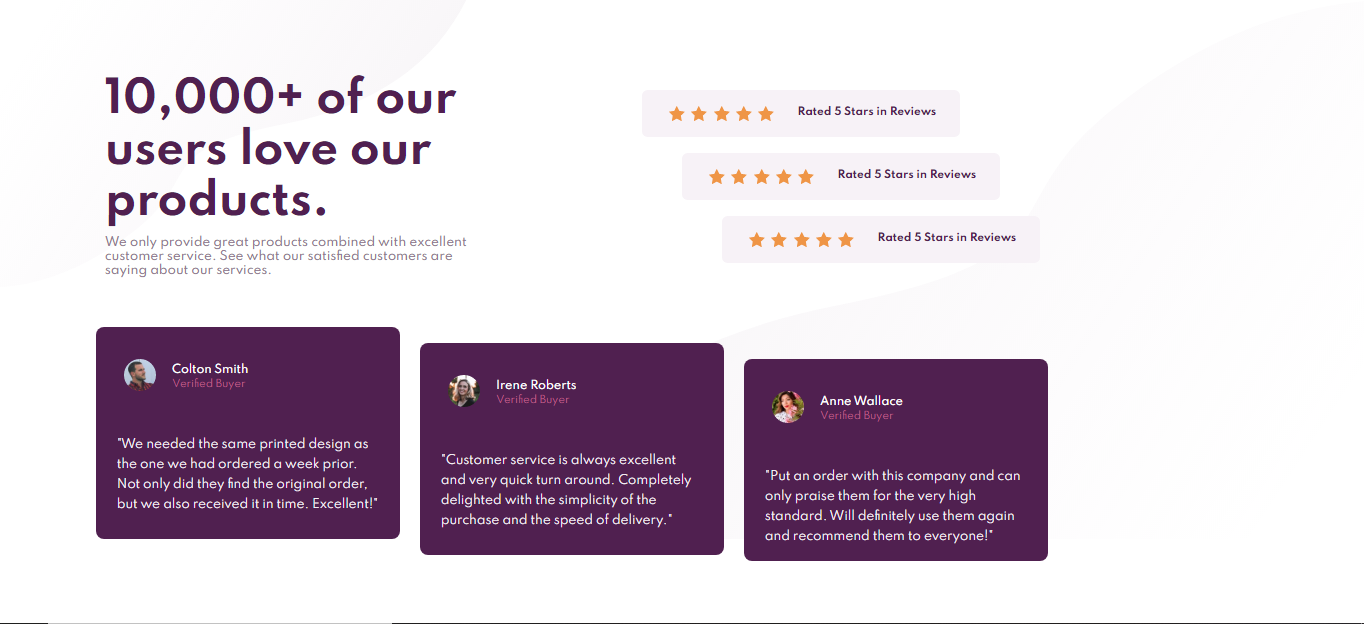 10,000+ of our
users love our
products.
We only provide great products combined with excellent
customer service. See what our satisfied customers are
saying about our services.
Rated 5 Stars in Reviews
Rated 5 Stars in Reviews
Rated 5 Stars in Reviews
Colton Smith
Verified Buyer
"We needed the same printed design as
the one we had ordered a week prior.
Not only did they find the original order,
but we also received it in time. Excellent!"
Irene Roberts
Verified Buyer
"Customer service is always excellent
and very quick turn around. Completely
delighted with the simplicity of the
purchase and the speed of delivery."
Anne Wallace
Verified Buyer
"Put an order with this company and can
only praise them for the very high
standard. Will definitely use them again
and recommend them to everyone!"